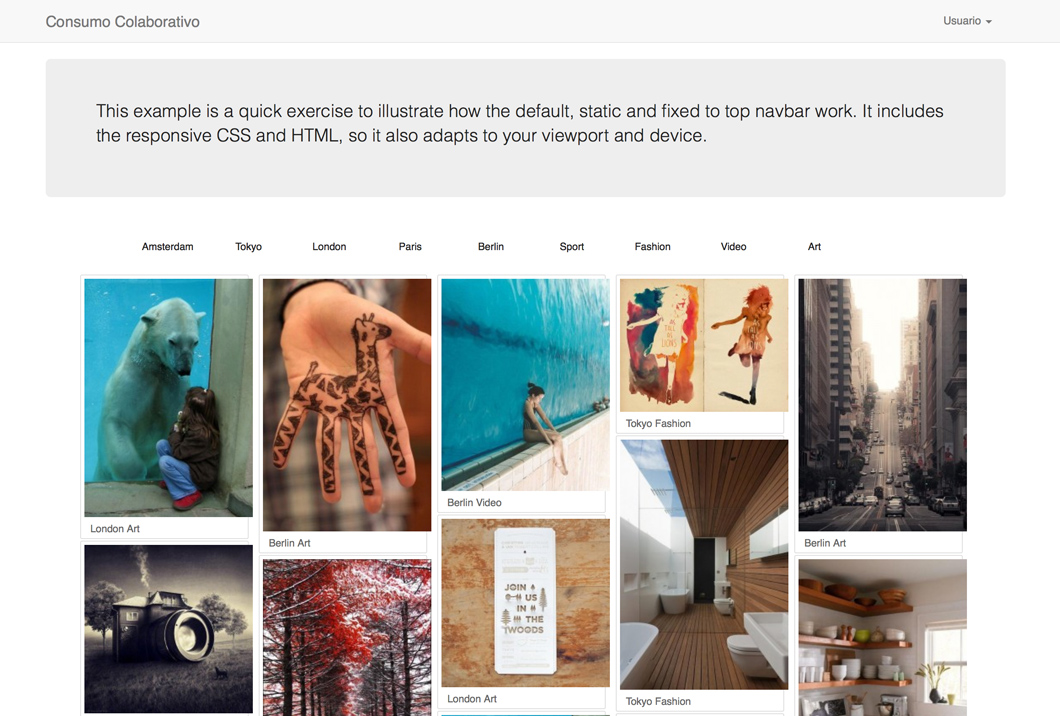 Consumo Colaborativo
Usuario
This example is a quick exercise to illustrate how the default, static and fixed to top navbar work. It includes
the responsive CSS and HTML, so it also adapts to your viewport and device.
Amsterdam Tokyo London Paris Berlin Sport Fashion Video Art
London Art
Berlin Art
Berlin Video
JOIN
US
IN
THE
WOODS
London Art
Tokyo Fashion
Tokyo Fashion
Berlin Art